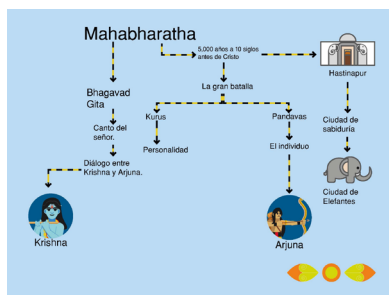 Mahabharatha
5,000 años a 10 siglos
antes de Cristo
Hastinapur
La gran batalla
Bhagavad
Gita
Kurus
Pandavas
Canto del
señor.
Personalidad
El individuo
Ciudad de
sabiduría
Diálogo entre
Krishna y Arjuna.
Ciudad de
Elefantes
Krishna
Arjuna